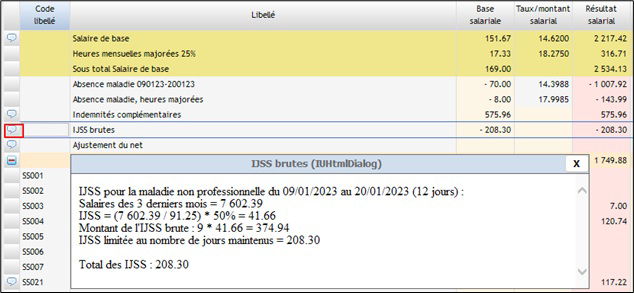 Code libellé Libellé Base salariale Taux/montant salarial Résultat salarial
Salaire de base 151.67 14.6200 2 217.42
Heures mensuelles majorées 25% 17.33 18.2750 316.71
Sous total Salaire de base 169.00 2 534.13
Absence maladie 090123-200123 - 70.00 14.3988 - 1 007.92
Absence maladie, heures majorées - 8.00 17.9985 - 143.99
Indemnités complémentaires 575.96 575.96
IJSS brutes - 208.30 - 208.30
Ajustement du net
1 749.88
IJSS brutes (IUHtmlDialog) X
SS001
SS002
SS003 7.00
SS004 120.74
SS005
SS006
SS007
SS021 117.22
IJSS pour la maladie non professionnelle du 09/01/2023 au 20/01/2023 (12 jours) :
Salaires des 3 derniers mois = 7 602.39
IJSS = (7 602.39 / 91.25) * 50% = 41.66
Montant de l'IJSS brute : 9 * 41.66 = 374.94
IJSS limitée au nombre de jours maintenus = 208.30
Total des IJSS : 208.30